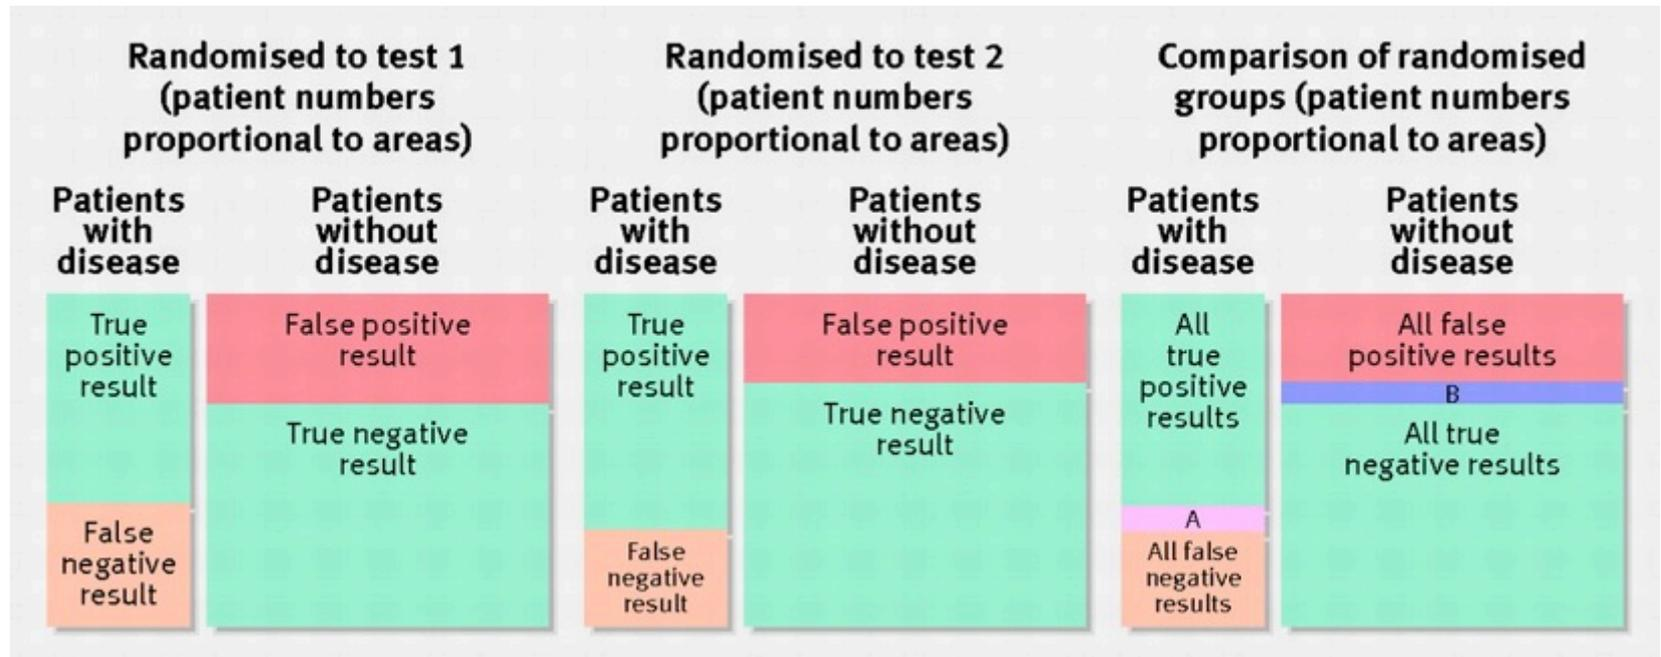 Randomised to test 1
(patient numbers
proportional to areas)
Randomised to test 2
(patient numbers
proportional to areas)
Comparison of randomised
groups (patient numbers
proportional to areas)
Patients
with
disease
Patients
without
disease
Patients
with
disease
Patients
without
disease
Patients
with
disease
Patients
without
disease
True
positive
result
False
negative
result
False positive
result
True negative
result
True
positive
result
False
negative
result
False positive
result
True negative
result
All
true
positive
results
A
All false
negative
results
All false
positive results
B
All true
negative results